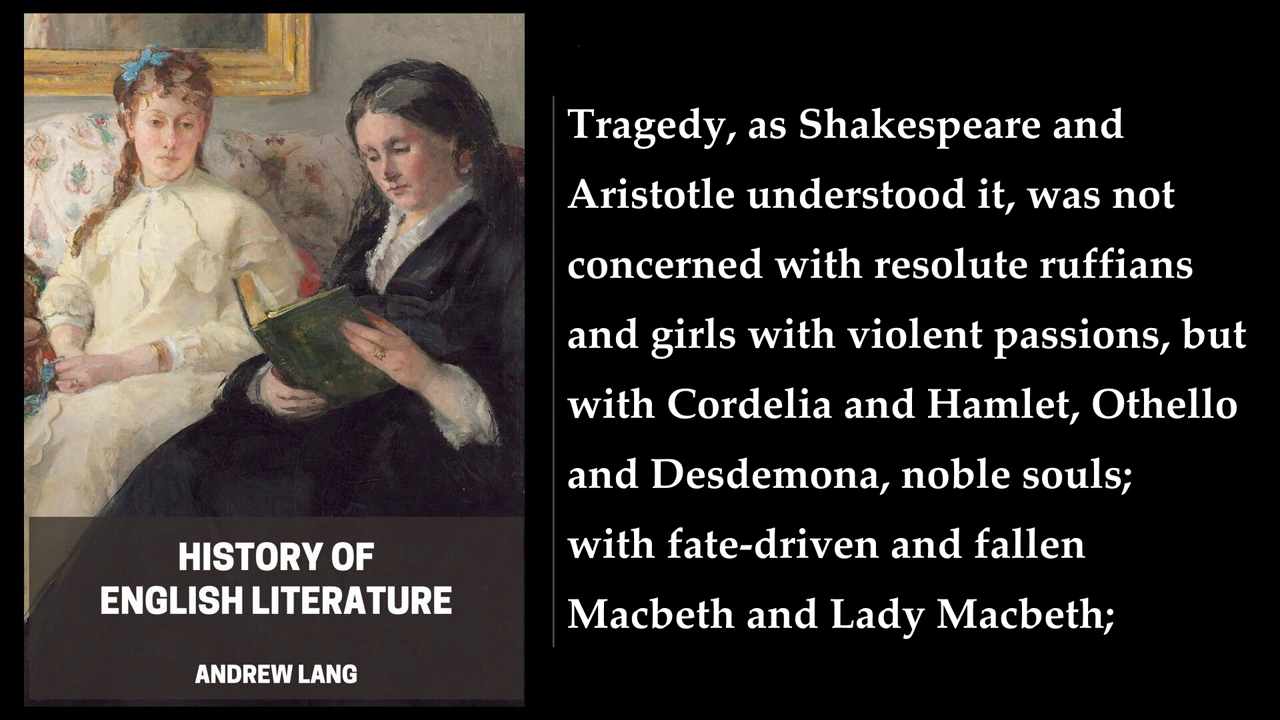 HISTORY OF
ENGLISH LITERATURE
ANDREW LANG
Tragedy, as Shakespeare and
Aristotle understood it, was not
concerned with resolute ruffians
and girls with violent passions, but
with Cordelia and Hamlet, Othello
and Desdemona, noble souls;
with fate-driven and fallen
Macbeth and Lady Macbeth;